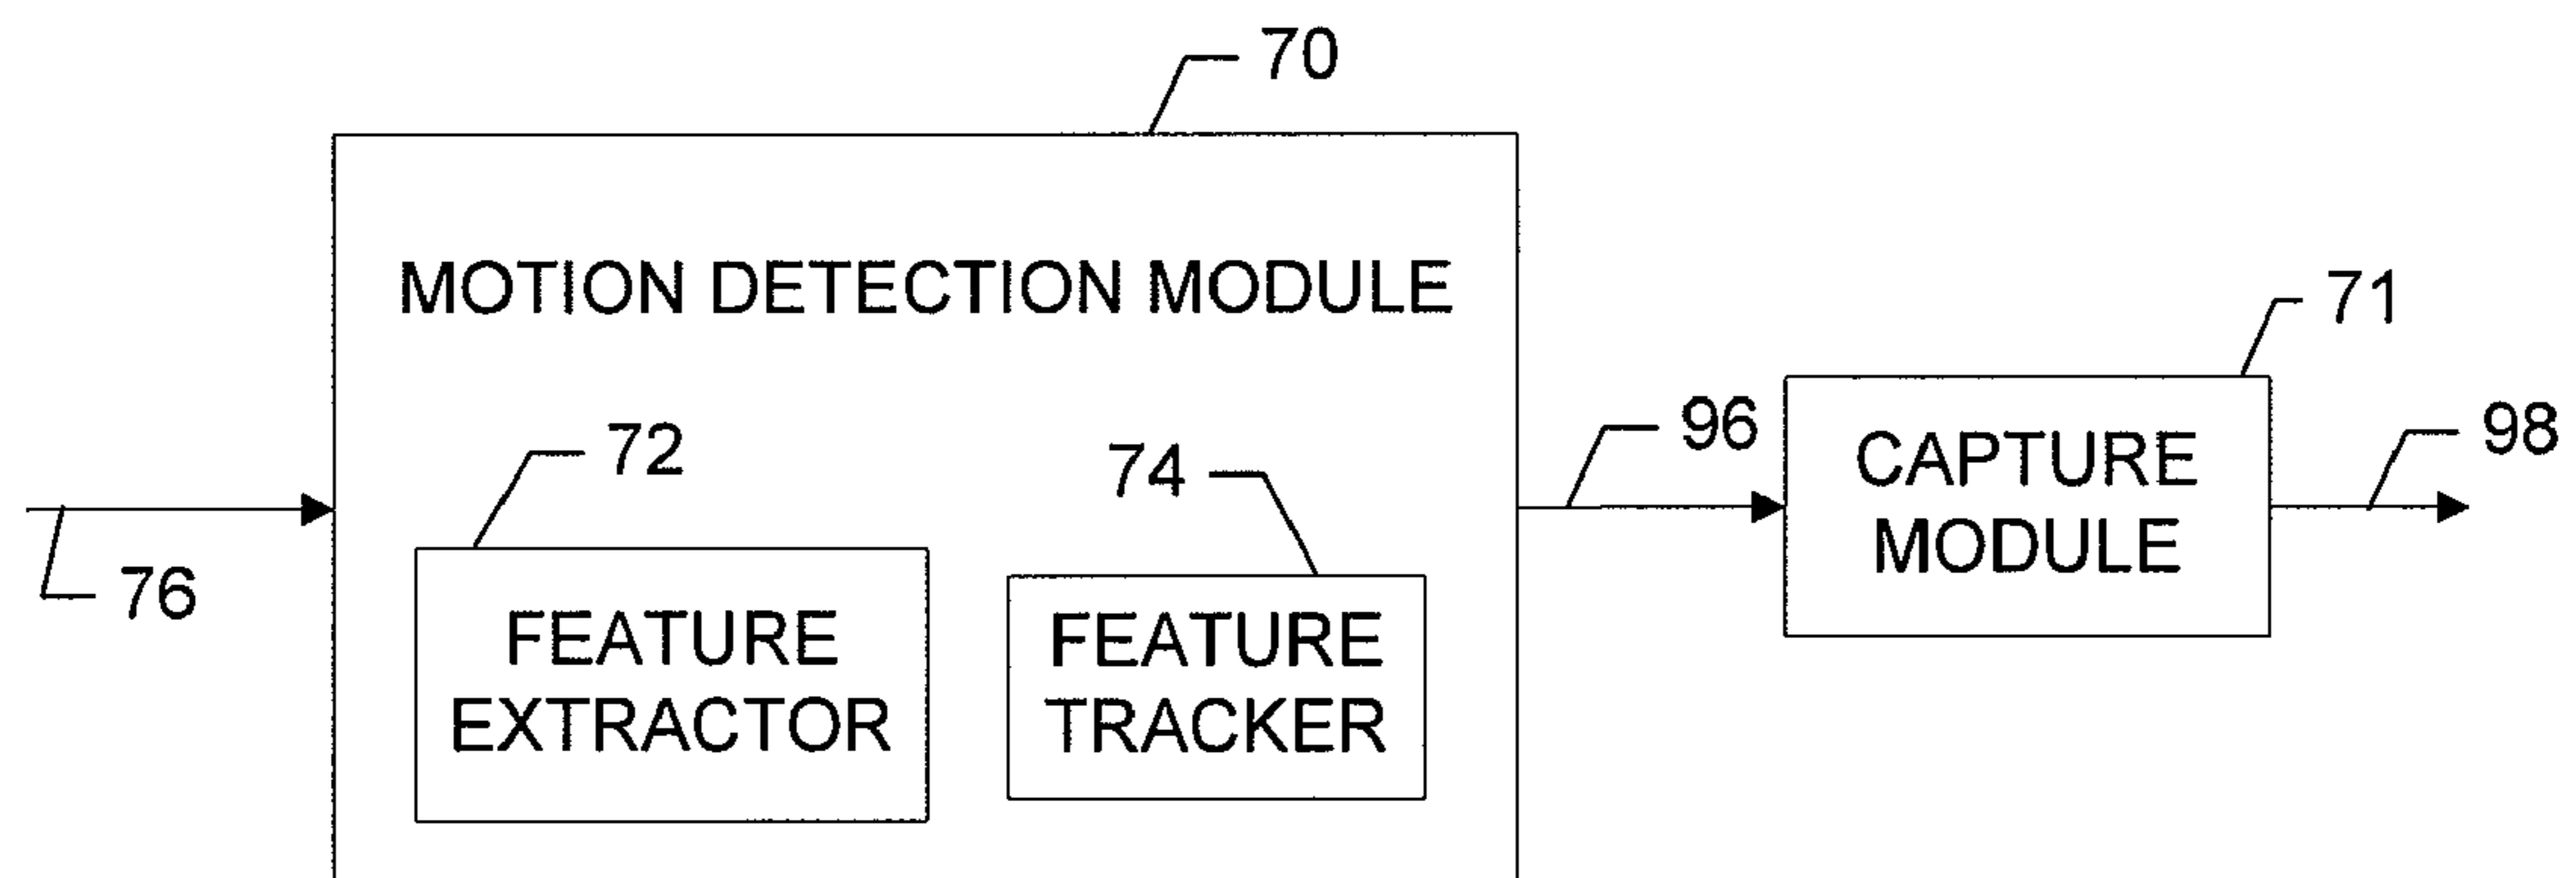 70
MOTION DETECTION MODULE
71
72
74
96
98
CAPTURE
MODULE
76
FEATURE
EXTRACTOR
FEATURE
TRACKER